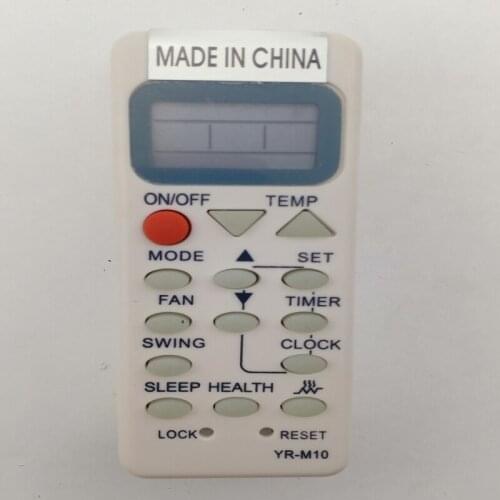 MADE IN CHINA
ON/OFF TEMP
MODE SET
FAN TIMER
SWING CLOCK
SLEEP HEALTH
LOCK RESET
YR-M10